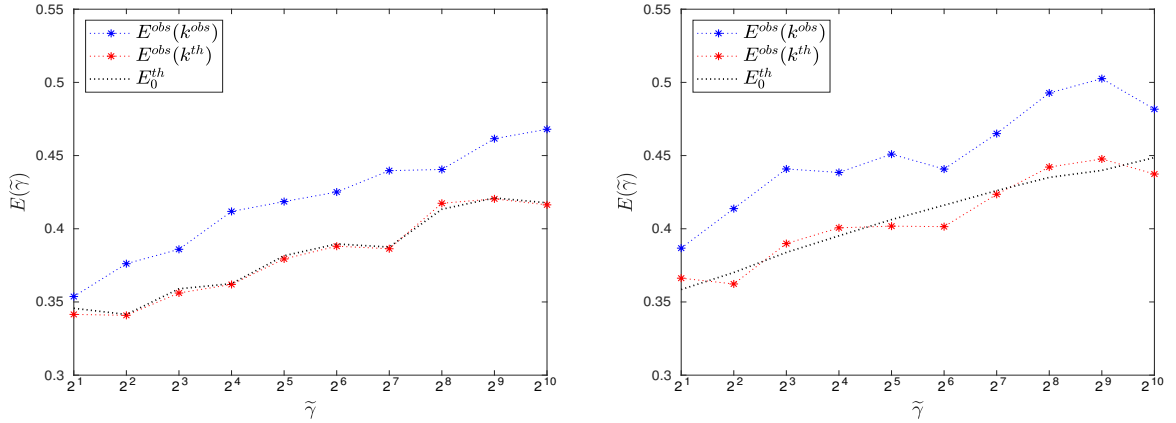 0.55
0.5
0.45
0.4
0.35
0.3
E(γ̃)
E^{obs}(k^{obs})
E^{obs}(k^{th})
E_0^{th}
2^1 2^2 2^3 2^4 2^5 2^6 2^7 2^8 2^9 2^10
γ̃
0.55
0.5
0.45
0.4
0.35
0.3
E(γ̃)
E^{obs}(k^{obs})
E^{obs}(k^{th})
E_0^{th}
2^1 2^2 2^3 2^4 2^5 2^6 2^7 2^8 2^9 2^10
γ̃